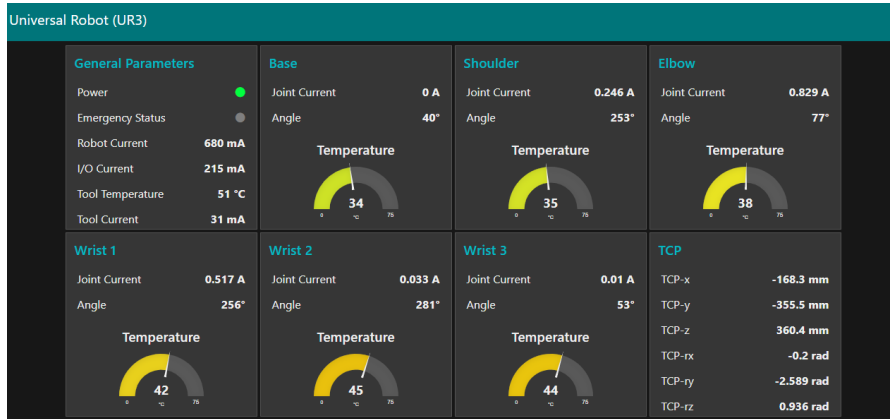 Universal Robot (UR3)
General Parameters
Power
Emergency Status
Robot Current 680 mA
I/O Current 215 mA
Tool Temperature 51 °C
Tool Current 31 mA
Base
Joint Current 0 A
Angle 40°
Temperature
34
0 °C 75
Shoulder
Joint Current 0.246 A
Angle 253°
Temperature
35
0 °C 75
Elbow
Joint Current 0.829 A
Angle 77°
Temperature
38
0 °C 75
Wrist 1
Joint Current 0.517 A
Angle 256°
Temperature
42
0 °C 75
Wrist 2
Joint Current 0.033 A
Angle 281°
Temperature
45
0 °C 75
Wrist 3
Joint Current 0.01 A
Angle 53°
Temperature
44
0 °C 75
TCP
TCP-x -168.3 mm
TCP-y -355.5 mm
TCP-z 360.4 mm
TCP-rx -0.2 rad
TCP-ry -2.589 rad
TCP-rz 0.936 rad